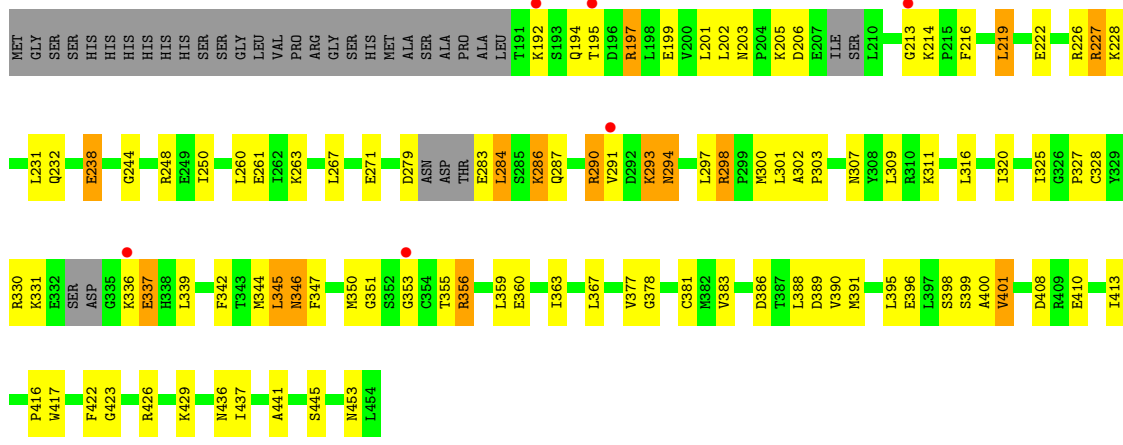 MET GLY SER SER HIS HIS HIS HIS HIS HIS SER SER GLY LEU VAL PRO ARG GLY SER HIS MET ALA SER ALA PRO ALA LEU T191 K192 S193 Q194 T195 D196 R197 L198 E199 V200 L201 L202 N203 P204 K205 D206 E207 ILE SER L210 G213 K214 P215 F216 L219 E222 R226 R227 K228
L231 Q232 E238 G244 R248 E249 I250 L260 E261 I262 K263 L267 E271 D279 ASN ASP THR E283 L284 S285 K286 Q287 R290 V291 D292 K293 N294 L297 R298 P299 M300 L301 A302 P303 N307 Y308 L309 R310 K311 L316 I320 I325 G326 P327 C328 Y329
R330 K331 E332 SER ASP G335 K336 E337 H338 L339 F342 T343 M344 L345 N346 F347 M350 G351 S352 G353 C354 T355 R356 L359 E360 I363 L367 V377 G378 C381 M382 V383 D386 T387 L388 D389 V390 M391 L395 E396 L397 S398 S399 A400 V401 D408 R409 E410 I413
P416 W417 F422 G423 R426 K429 N436 I437 A441 S445 N453 L454